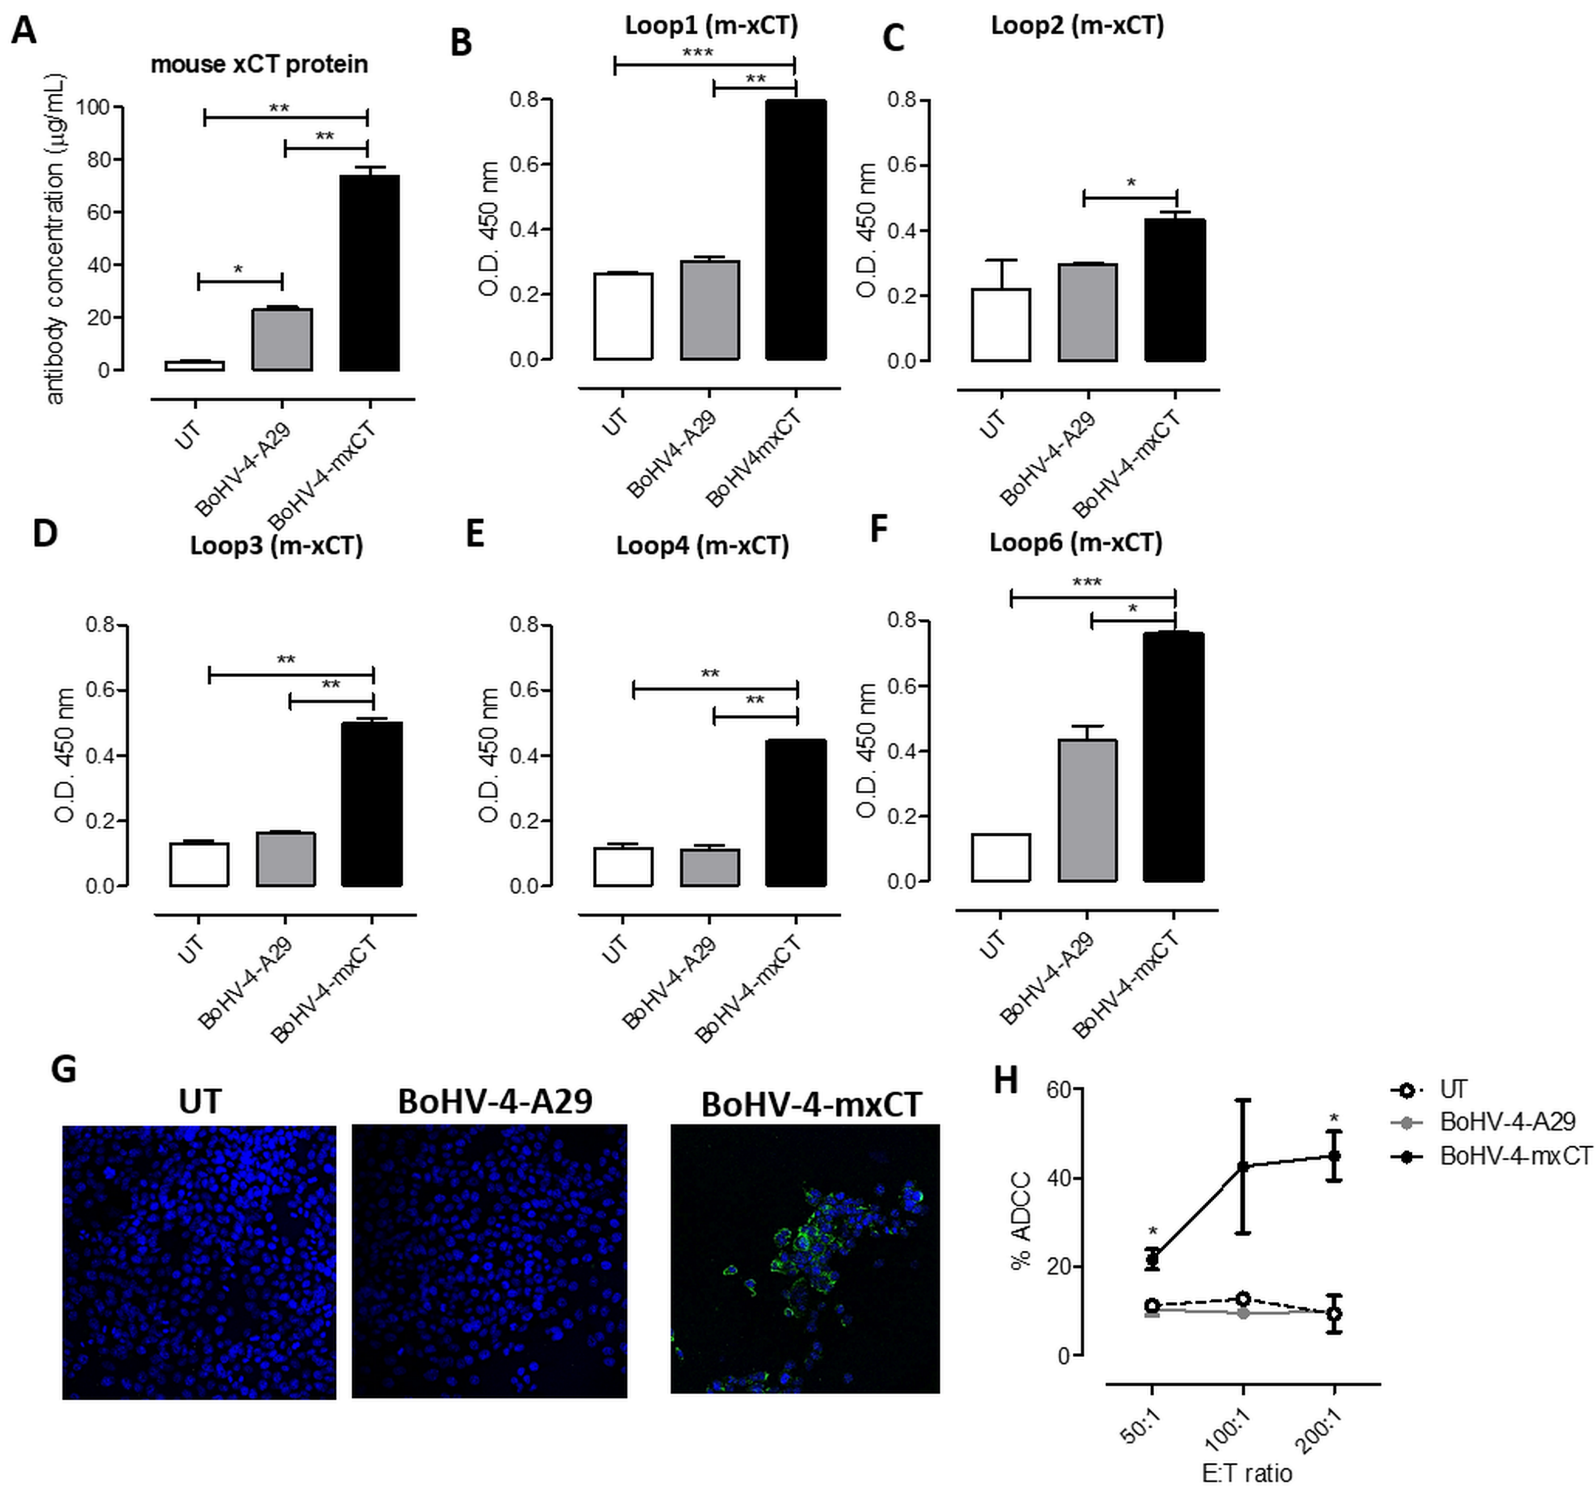 A
mouse xCT protein
antibody concentration (µg/mL)
100
80
60
40
20
0
**
**
*
UT
BoHV-4-A29
BoHV-4-mxCT
B
Loop1 (m-xCT)
O.D. 450 nm
0.8
0.6
0.4
0.2
0.0
***
**
UT
BoHV4-A29
BoHV4mxCT
C
Loop2 (m-xCT)
O.D. 450 nm
0.8
0.6
0.4
0.2
0.0
*
UT
BoHV-4-A29
BoHV-4-mxCT
D
Loop3 (m-xCT)
O.D. 450 nm
0.8
0.6
0.4
0.2
0.0
**
**
UT
BoHV-4-A29
BoHV-4-mxCT
E
Loop4 (m-xCT)
O.D. 450 nm
0.8
0.6
0.4
0.2
0.0
**
**
UT
BoHV-4-A29
BoHV-4-mxCT
F
Loop6 (m-xCT)
O.D. 450 nm
0.8
0.6
0.4
0.2
0.0
***
*
UT
BoHV-4-A29
BoHV-4-mxCT
G
UT
BoHV-4-A29
BoHV-4-mxCT
H
% ADCC
60
40
20
0
*
*
50:1
100:1
200:1
E:T ratio
UT
BoHV-4-A29
BoHV-4-mxCT